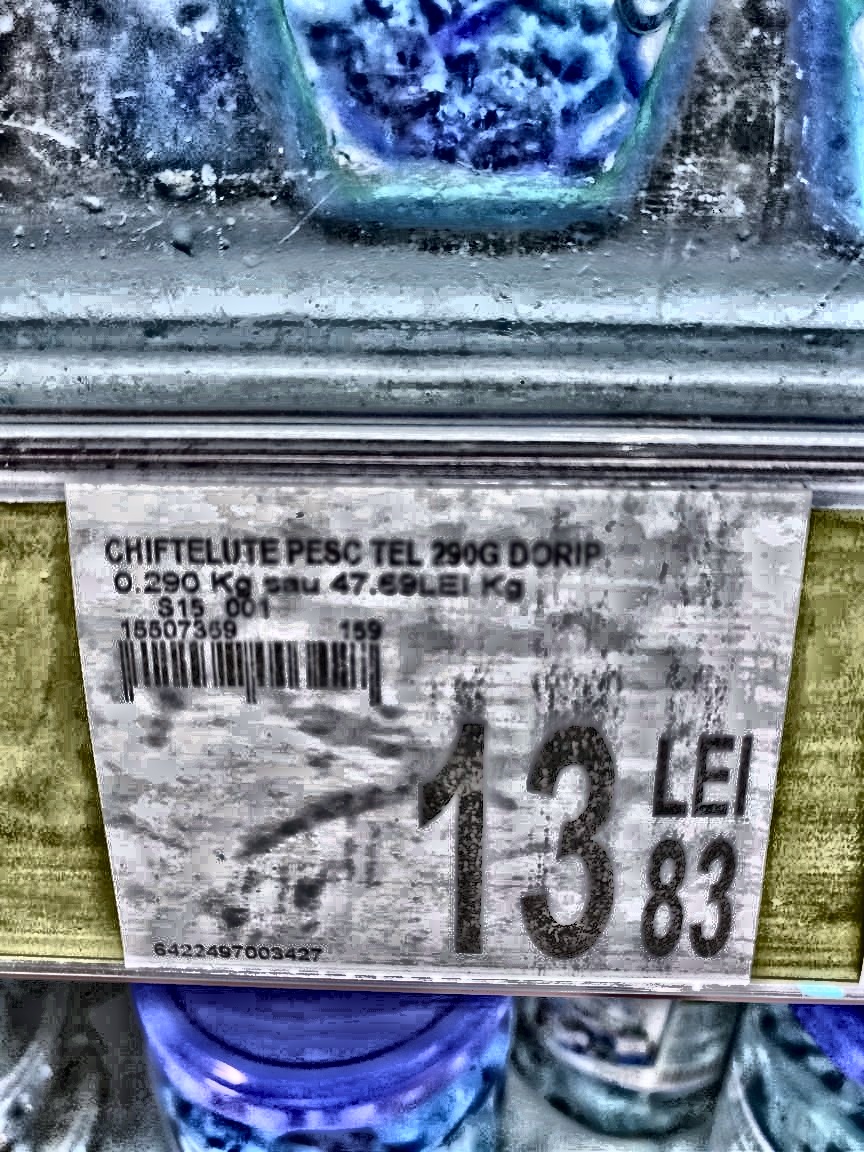 CHIFTELUTE PESC TEL 290G DORIP
0.290 Kg sau 47.69LEI Kg
S15 001
15507369 159
13 LEI 83
6422497003427